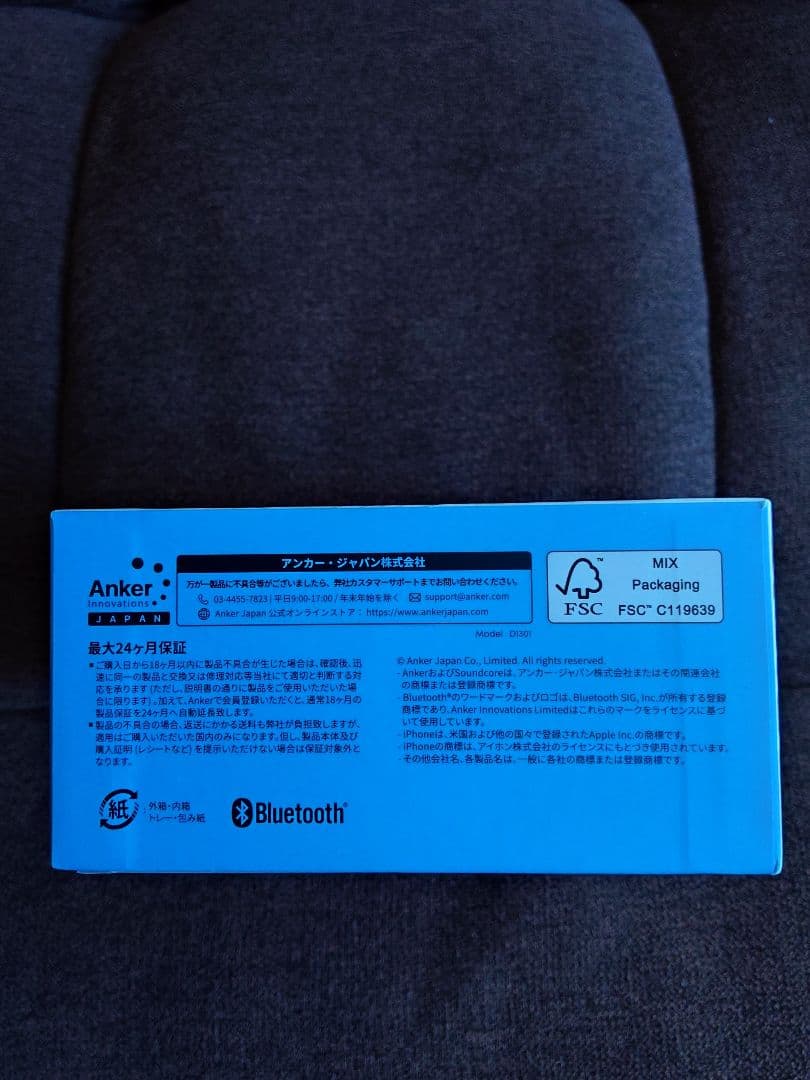 Anker
Innovations
JAPAN
アンカー・ジャパン株式会社
万が一製品に不具合等がございましたら、弊社カスタマーサポートまでお問い合わせください。
03-4455-7823 | 平日9:00-17:00 / 年末年始を除く support@anker.com
Anker Japan 公式オンラインストア: https://www.ankerjapan.com
FSC™
MIX
Packaging
FSC™ C119639
Model D1301
最大24ヶ月保証
■ご購入日から18ヶ月以内に製品不具合が生じた場合は、確認後、迅
速に同一の製品と交換又は修理対応等当社にて適切と判断する対
応を承ります(ただし、説明書の通りに製品をご使用いただいた場
合に限ります)。加えて、Ankerで会員登録いただくと、通常18ヶ月の
製品保証を24ヶ月へ自動延長致します。
■製品の不具合の場合、返送にかかる送料も弊社が負担致しますが、
適用はご購入いただいた国内のみになります。但し、製品本体及び
購入証明(レシートなど)を提示いただけない場合は保証対象外と
なります。
© Anker Japan Co., Limited. All rights reserved.
- AnkerおよびSoundcoreは、アンカー・ジャパン株式会社またはその関連会社
の商標または登録商標です。
- Bluetooth®のワードマークおよびロゴは、Bluetooth SIG, Inc.が所有する登録
商標であり、Anker Innovations Limitedはこれらのマークをライセンスに基づ
いて使用しています。
- iPhoneは、米国および他の国々で登録されたApple Inc.の商標です。
- iPhoneの商標は、アイホン株式会社のライセンスにもとづき使用されています。
- その他会社名、各製品名は、一般に各社の商標または登録商標です。
紙
: 外箱・内箱
トレー・包み紙
Bluetooth®